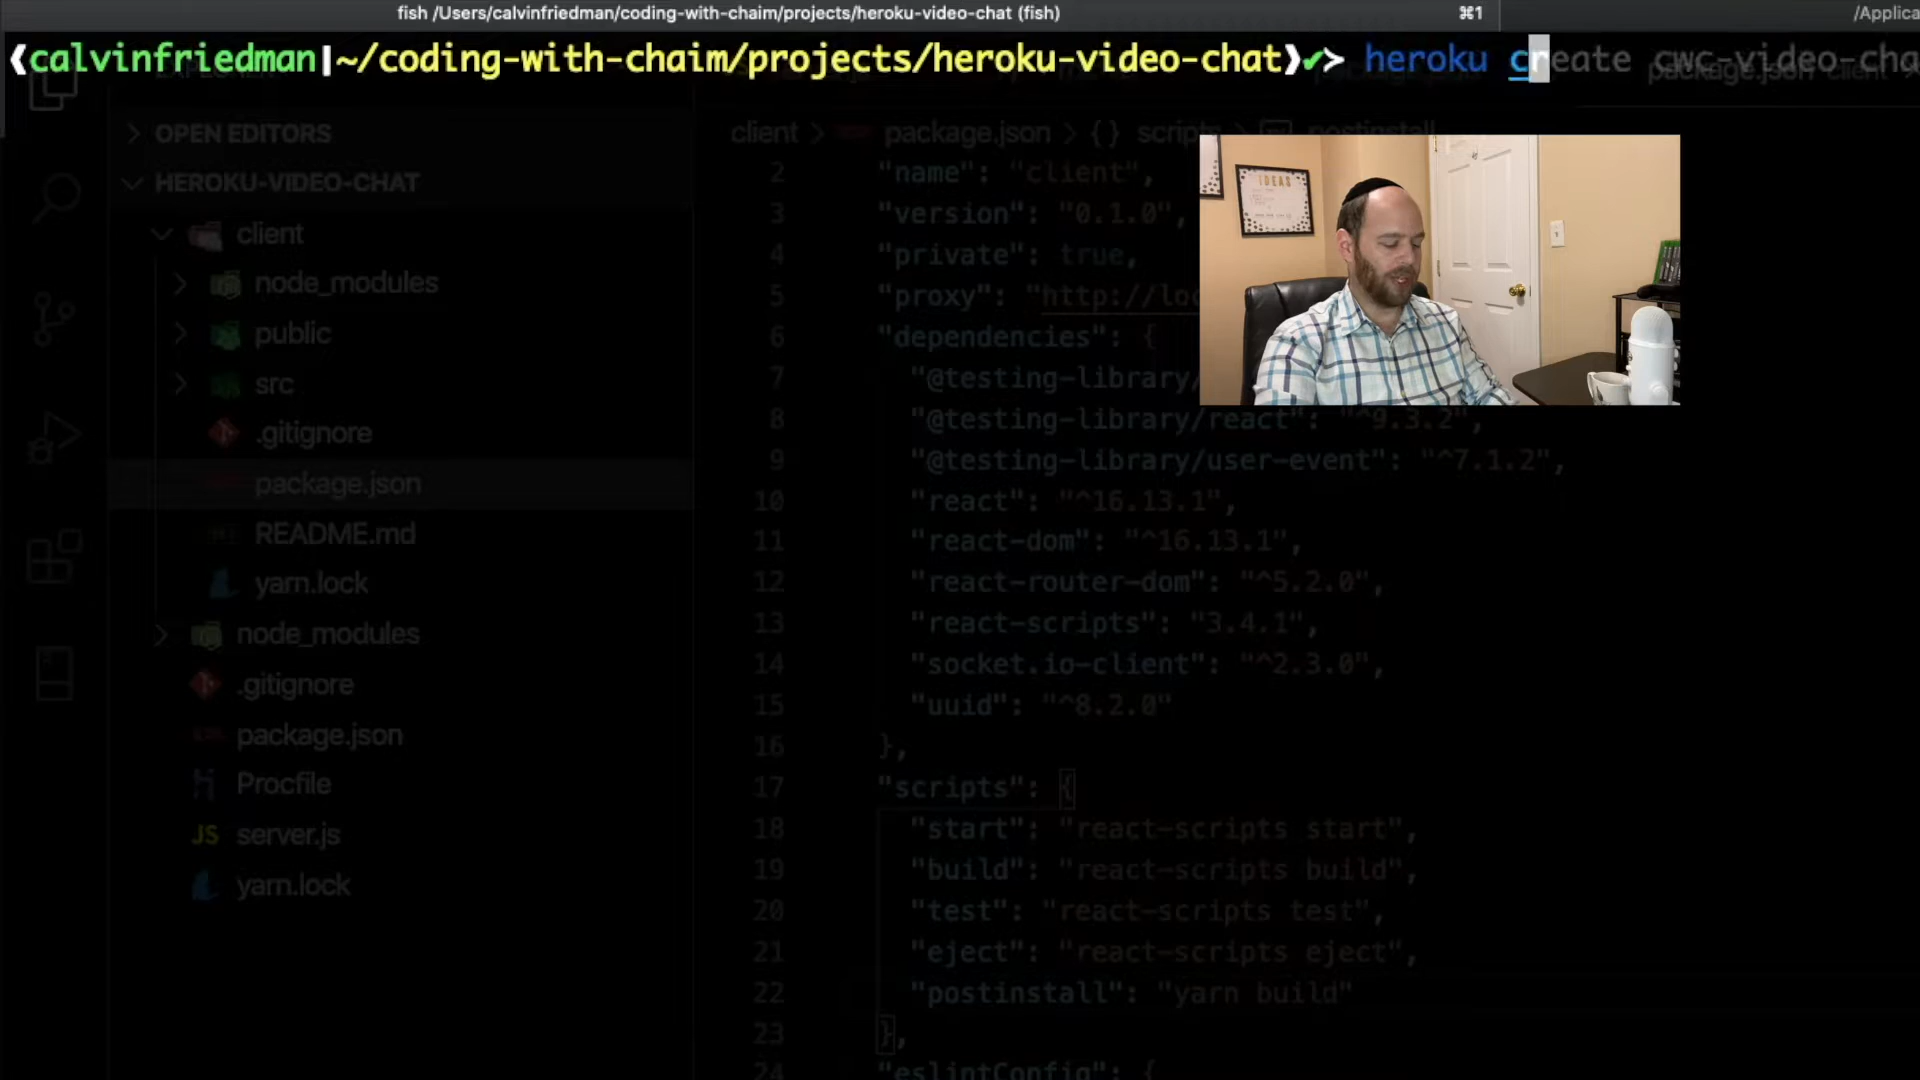 fish /Users/calvinfriedman/coding-with-chaim/projects/heroku-video-chat (fish)
⌘1
/Applica
❨calvinfriedman|~/coding-with-chaim/projects/heroku-video-chat❩✔> heroku create cwc-video-cha
OPEN EDITORS
HEROKU-VIDEO-CHAT
client
node_modules
public
src
.gitignore
package.json
README.md
yarn.lock
node_modules
.gitignore
package.json
Procfile
JS server.js
yarn.lock
package.json client
client > package.json > {} scripts > postinstall
2 "name": "client",
3 "version": "0.1.0",
4 "private": true,
5 "proxy": "http://loc
6 "dependencies": {
7 "@testing-library/
8 "@testing-library/react": "^9.3.2",
9 "@testing-library/user-event": "^7.1.2",
10 "react": "^16.13.1",
11 "react-dom": "^16.13.1",
12 "react-router-dom": "^5.2.0",
13 "react-scripts": "3.4.1",
14 "socket.io-client": "^2.3.0",
15 "uuid": "^8.2.0"
16 },
17 "scripts": {
18 "start": "react-scripts start",
19 "build": "react-scripts build",
20 "test": "react-scripts test",
21 "eject": "react-scripts eject",
22 "postinstall": "yarn build"
23 },
24 "eslintConfig": {
IDEAS